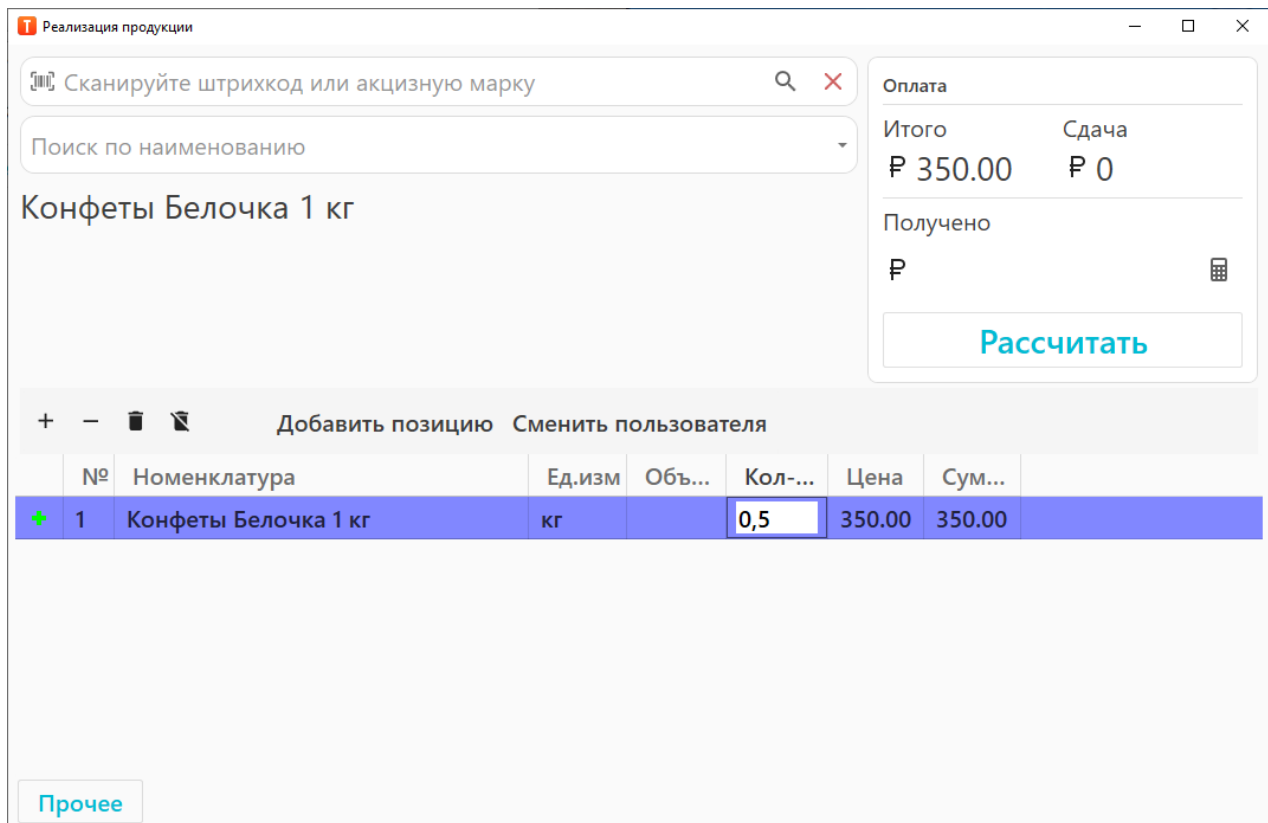 T Реализация продукции
Сканируйте штрихкод или акцизную марку
Поиск по наименованию
Конфеты Белочка 1 кг
Оплата
Итого Сдача
₽ 350.00 ₽ 0
Получено
₽
Рассчитать
+ − Добавить позицию Сменить пользователя
№ Номенклатура Ед.изм Объ... Кол-... Цена Сум...
1 Конфеты Белочка 1 кг кг 0,5 350.00 350.00
Прочее